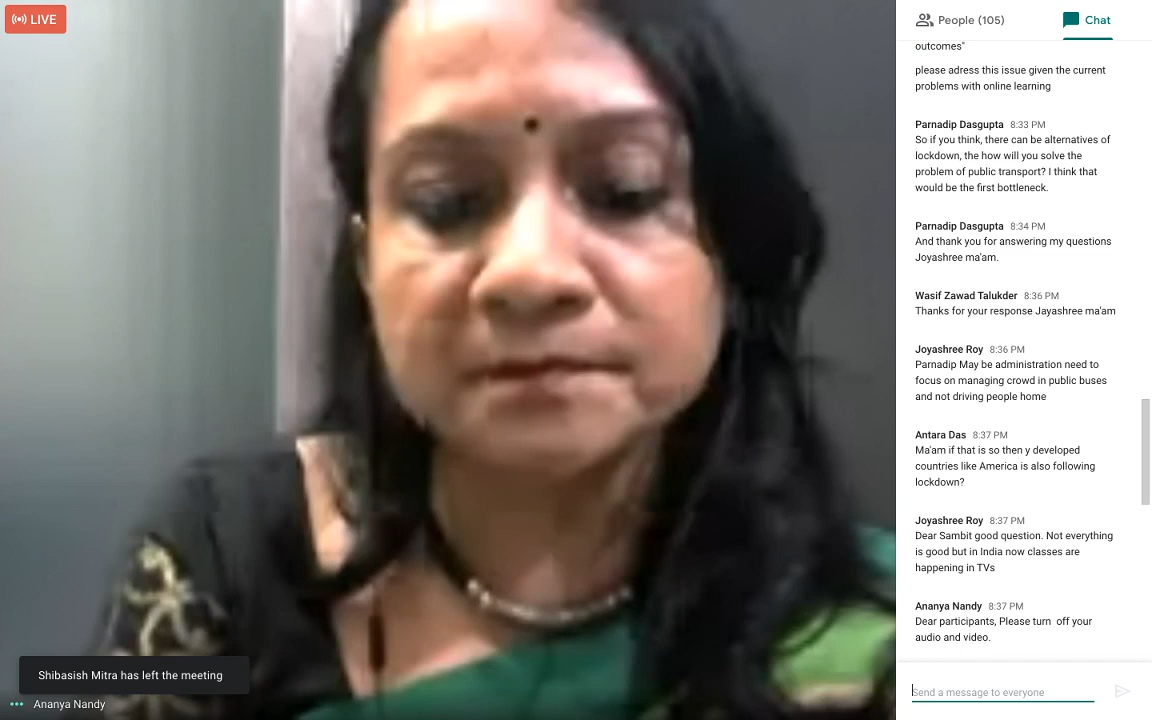 LIVE
People (105)
Chat
outcomes"
please adress this issue given the current
problems with online learning
Parnadip Dasgupta 8:33 PM
So if you think, there can be alternatives of
lockdown, the how will you solve the
problem of public transport? I think that
would be the first bottleneck.
Parnadip Dasgupta 8:34 PM
And thank you for answering my questions
Joyashree ma'am.
Wasif Zawad Talukder 8:36 PM
Thanks for your response Jayashree ma'am
Joyashree Roy 8:36 PM
Parnadip May be administration need to
focus on managing crowd in public buses
and not driving people home
Antara Das 8:37 PM
Ma'am if that is so then y developed
countries like America is also following
lockdown?
Joyashree Roy 8:37 PM
Dear Sambit good question. Not everything
is good but in India now classes are
happening in TVs
Ananya Nandy 8:37 PM
Dear participants, Please turn off your
audio and video.
Send a message to everyone
Shibasish Mitra has left the meeting
Ananya Nandy